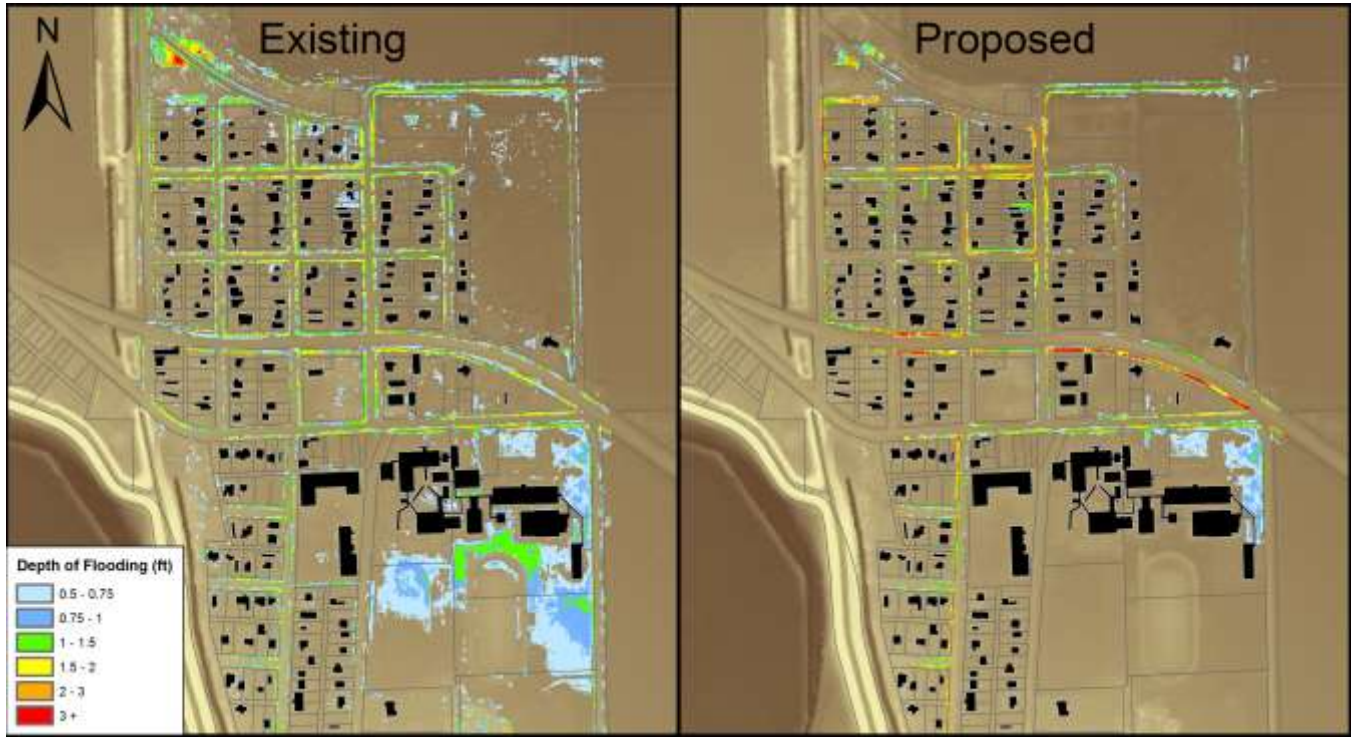 Existing
Proposed
N
Depth of Flooding (ft)
0.5 - 0.75
0.75 - 1
1 - 1.5
1.5 - 2
2 - 3
3 +